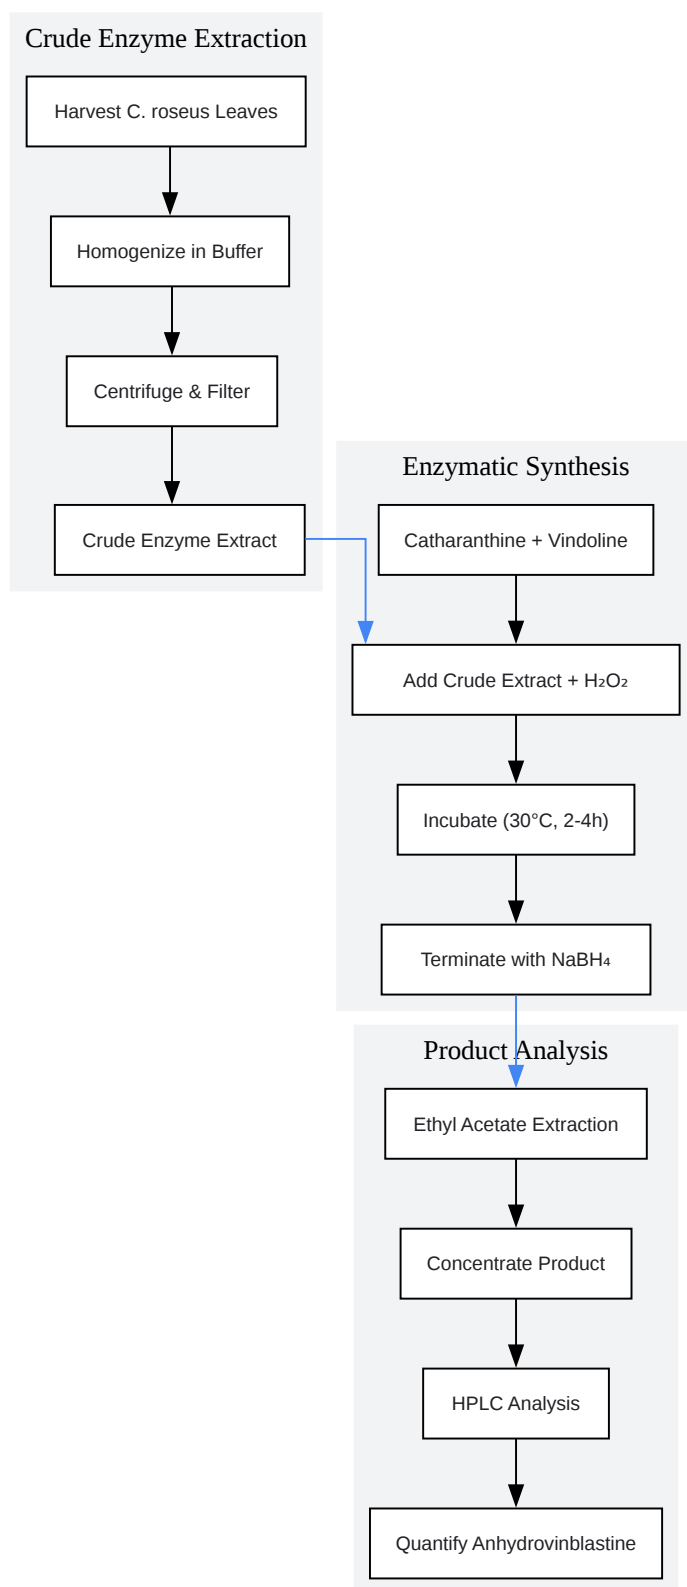 Crude Enzyme Extraction
Harvest C. roseus Leaves
Homogenize in Buffer
Centrifuge & Filter
Crude Enzyme Extract
Enzymatic Synthesis
Catharanthine + Vindoline
Add Crude Extract + H₂O₂
Incubate (30°C, 2-4h)
Terminate with NaBH₄
Product Analysis
Ethyl Acetate Extraction
Concentrate Product
HPLC Analysis
Quantify Anhydrovinblastine